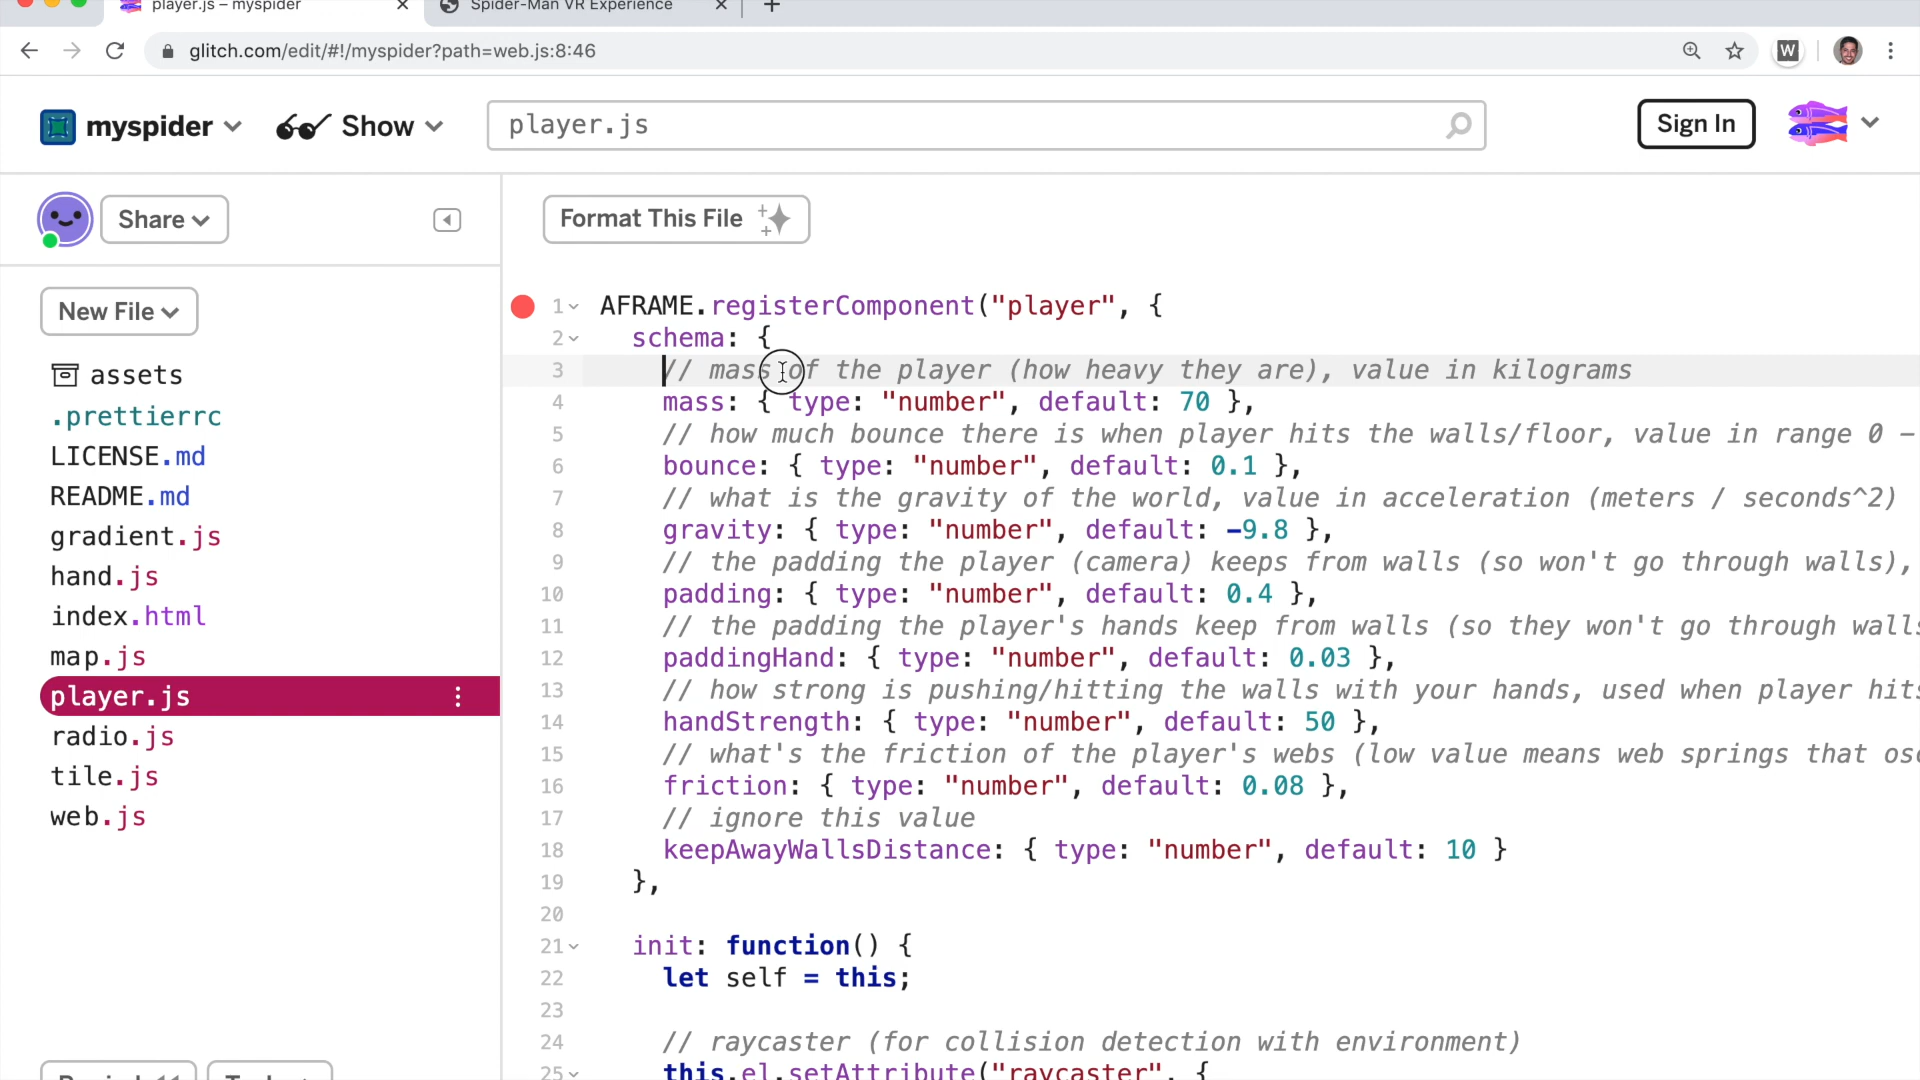 player.js – myspider
Spider-Man VR Experience
glitch.com/edit/#!/myspider?path=web.js:8:46
W
myspider
Show
player.js
Sign In
Share
Format This File
New File
assets
.prettierrc
LICENSE.md
README.md
gradient.js
hand.js
index.html
map.js
player.js
radio.js
tile.js
web.js
1 AFRAME.registerComponent("player", {
2 schema: {
3 // mass of the player (how heavy they are), value in kilograms
4 mass: { type: "number", default: 70 },
5 // how much bounce there is when player hits the walls/floor, value in range 0 -
6 bounce: { type: "number", default: 0.1 },
7 // what is the gravity of the world, value in acceleration (meters / seconds^2)
8 gravity: { type: "number", default: -9.8 },
9 // the padding the player (camera) keeps from walls (so won't go through walls),
10 padding: { type: "number", default: 0.4 },
11 // the padding the player's hands keep from walls (so they won't go through walls
12 paddingHand: { type: "number", default: 0.03 },
13 // how strong is pushing/hitting the walls with your hands, used when player hits
14 handStrength: { type: "number", default: 50 },
15 // what's the friction of the player's webs (low value means web springs that osc
16 friction: { type: "number", default: 0.08 },
17 // ignore this value
18 keepAwayWallsDistance: { type: "number", default: 10 }
19 },
20
21 init: function() {
22 let self = this;
23
24 // raycaster (for collision detection with environment)
25 this.el.setAttribute("raycaster", {